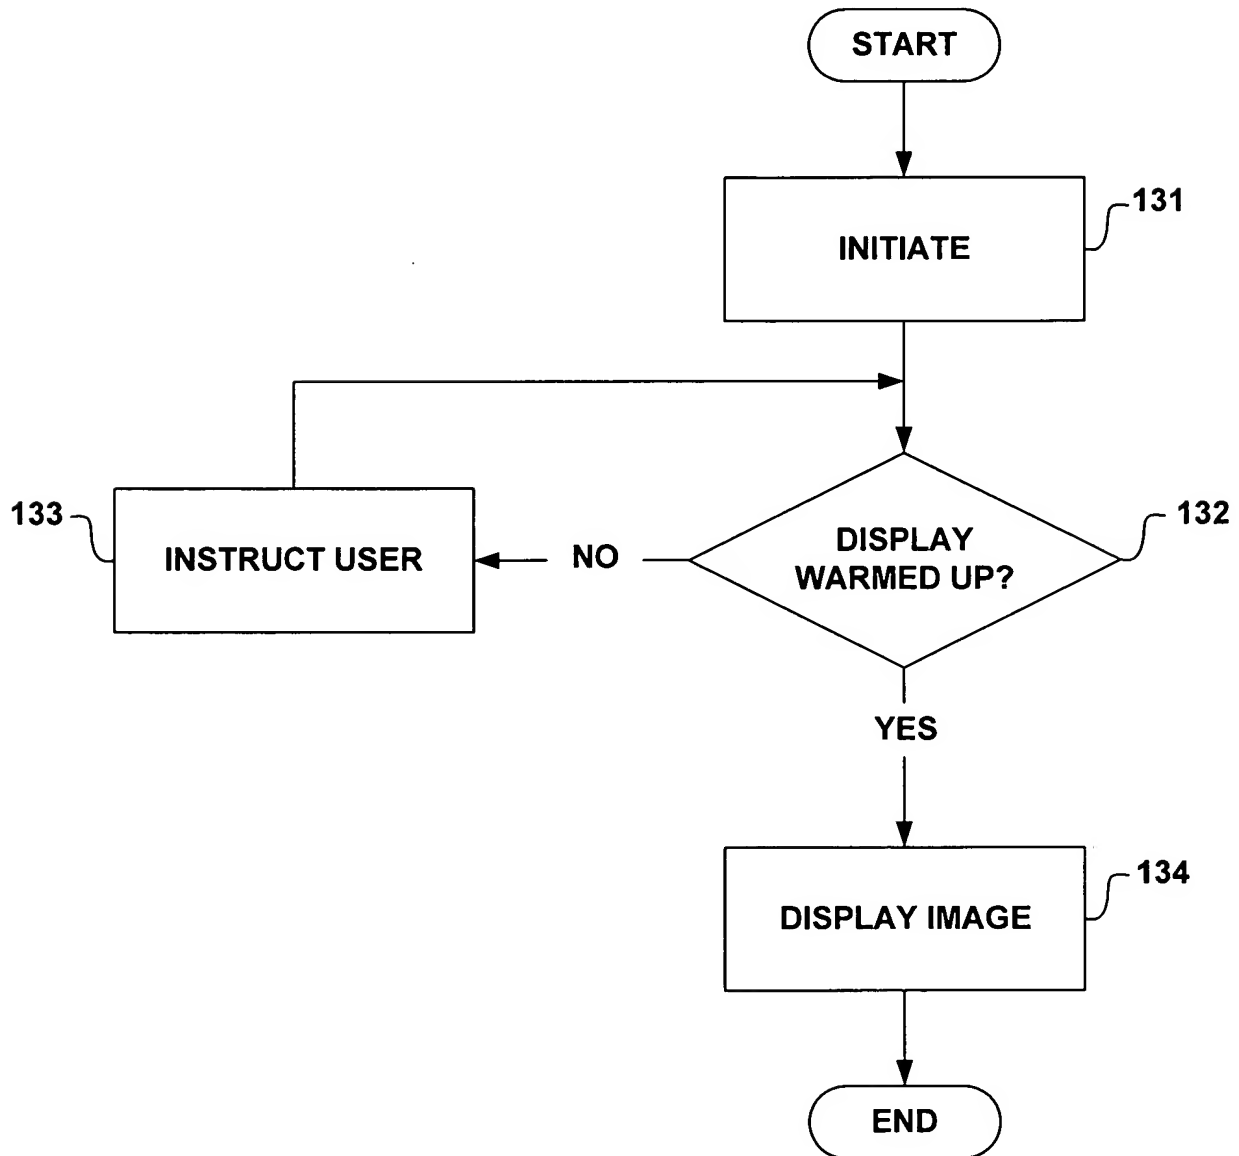 START
131
INITIATE
133
INSTRUCT USER
NO
DISPLAY
WARMED UP?
132
YES
134
DISPLAY IMAGE
END